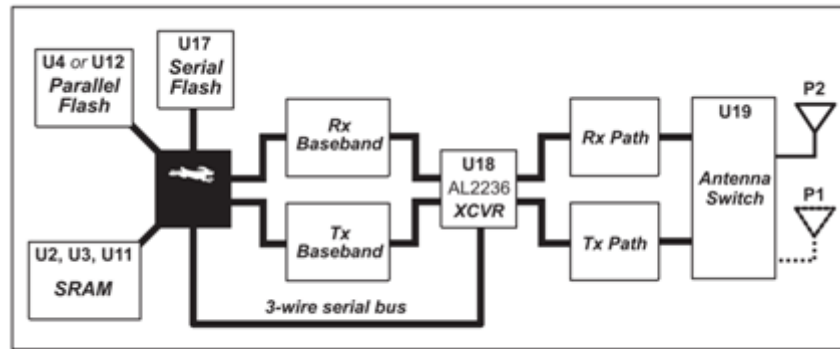 U4 or U12
Parallel
Flash
U17
Serial
Flash
U2, U3, U11
SRAM
Rx
Baseband
Tx
Baseband
3-wire serial bus
U18
AL2236
XCVR
Rx Path
Tx Path
U19
Antenna
Switch
P2
P1